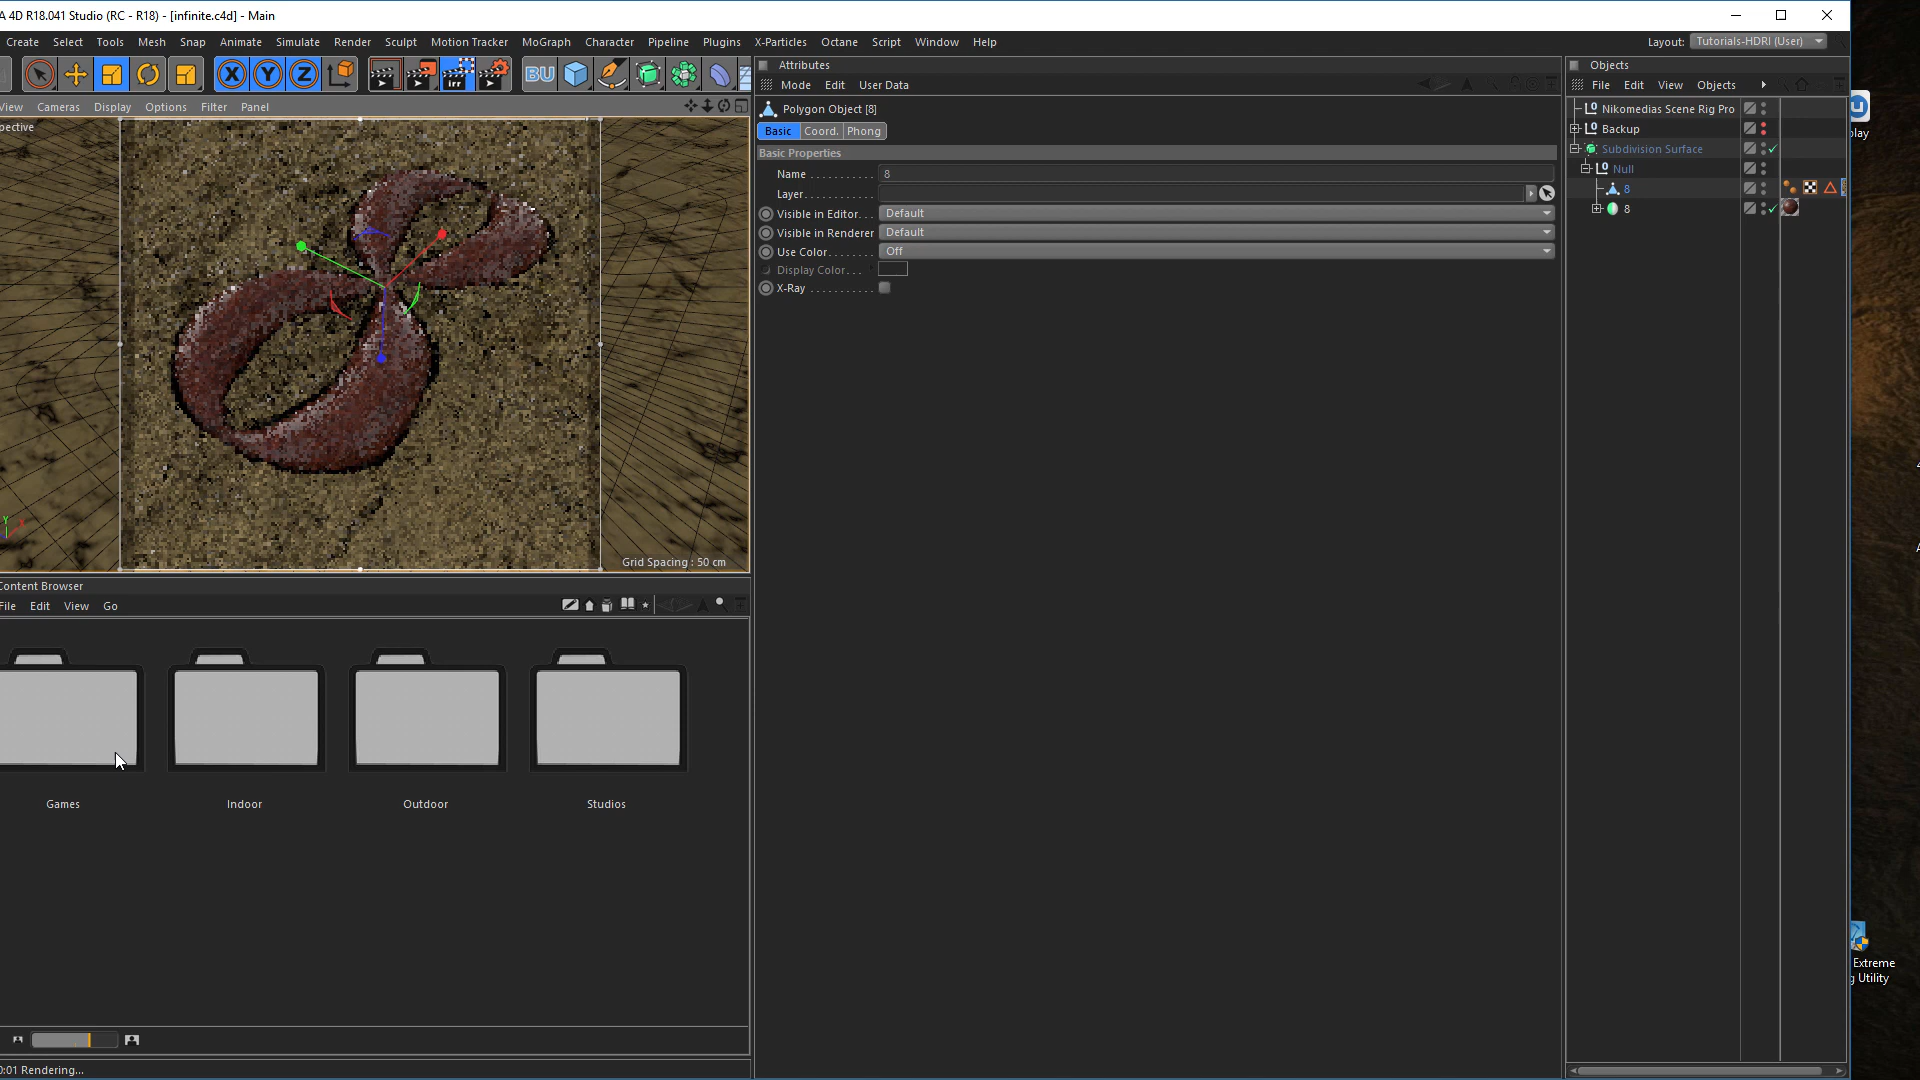 A 4D R18.041 Studio (RC - R18) - [infinite.c4d] - Main
Create Select Tools Mesh Snap Animate Simulate Render Sculpt Motion Tracker MoGraph Character Pipeline Plugins X-Particles Octane Script Window Help
Layout: Tutorials-HDRI (User)
X Y Z irr BU
View Cameras Display Options Filter Panel
pective
Grid Spacing : 50 cm
Y X
Attributes
Mode Edit User Data
Polygon Object [8]
Basic Coord. Phong
Basic Properties
Name . . . . . . . . . . . 8
Layer. . . . . . . . . . . .
Visible in Editor. . . Default
Visible in Renderer Default
Use Color. . . . . . . . Off
Display Color. . .
X-Ray . . . . . . . . . . .
Objects
File Edit View Objects
Nikomedias Scene Rig Pro
Backup
Subdivision Surface
Null
8
8
Content Browser
File Edit View Go
Games Indoor Outdoor Studios
0:01 Rendering...
play
Extreme
g Utility